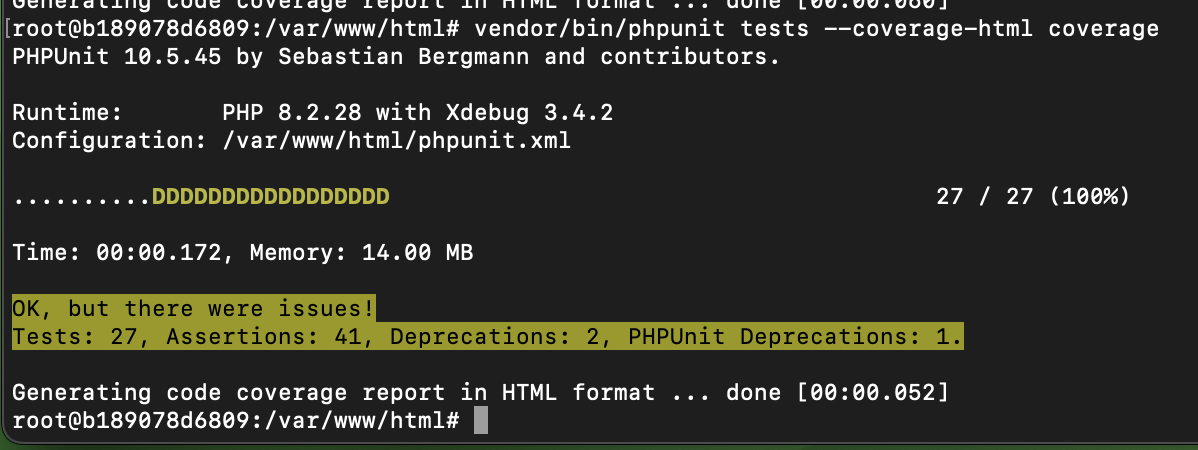 Generating code coverage report in HTML format ... done [00:00.060]
[root@b189078d6809:/var/www/html# vendor/bin/phpunit tests --coverage-html coverage
PHPUnit 10.5.45 by Sebastian Bergmann and contributors.
Runtime:       PHP 8.2.28 with Xdebug 3.4.2
Configuration: /var/www/html/phpunit.xml
..........DDDDDDDDDDDDDDDDD                                       27 / 27 (100%)
Time: 00:00.172, Memory: 14.00 MB
OK, but there were issues!
Tests: 27, Assertions: 41, Deprecations: 2, PHPUnit Deprecations: 1.
Generating code coverage report in HTML format ... done [00:00.052]
root@b189078d6809:/var/www/html#